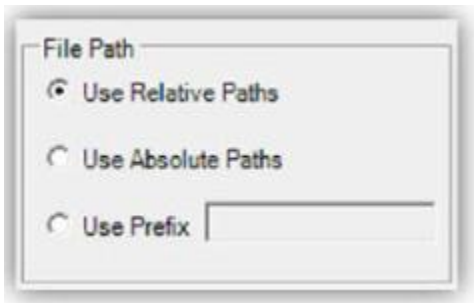 File Path
Use Relative Paths
Use Absolute Paths
Use Prefix